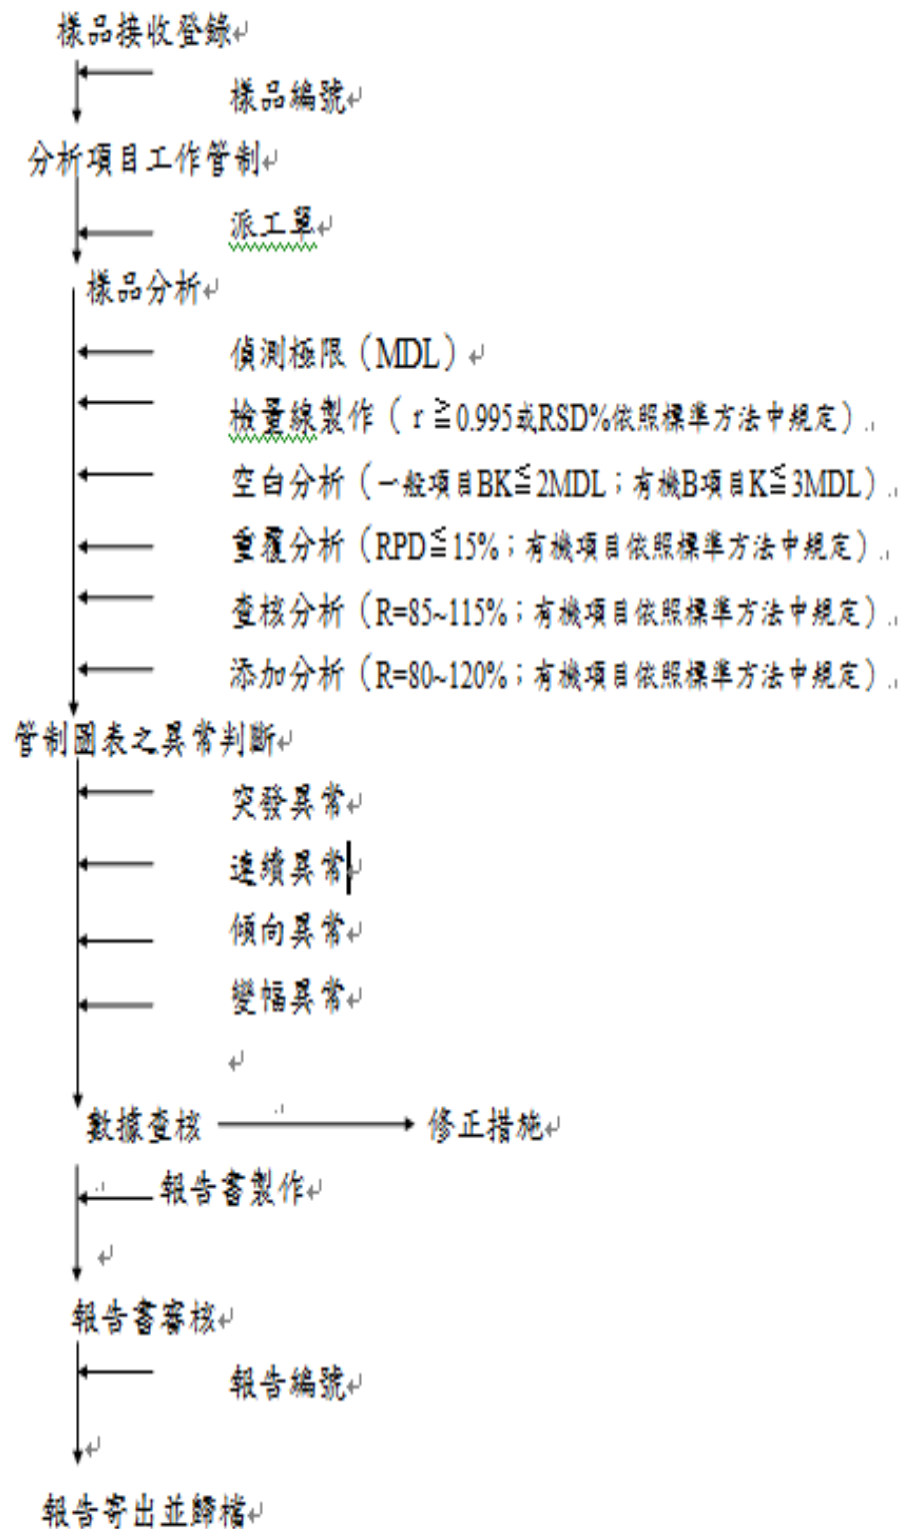 樣品接收登錄
樣品編號
分析項目工作管制
派工單
樣品分析
偵測極限（MDL）
檢量線製作（r≧0.995或RSD%依照標準方法中規定）
空白分析（一般項目BK≦2MDL；有機B項目K≦3MDL）
重覆分析（RPD≦15%；有機項目依照標準方法中規定）
查核分析（R=85~115%；有機項目依照標準方法中規定）
添加分析（R=80~120%；有機項目依照標準方法中規定）
管制圖表之異常判斷
突發異常
連續異常
傾向異常
變幅異常
數據查核 修正措施
報告書製作
報告書審核
報告編號
報告寄出並歸檔